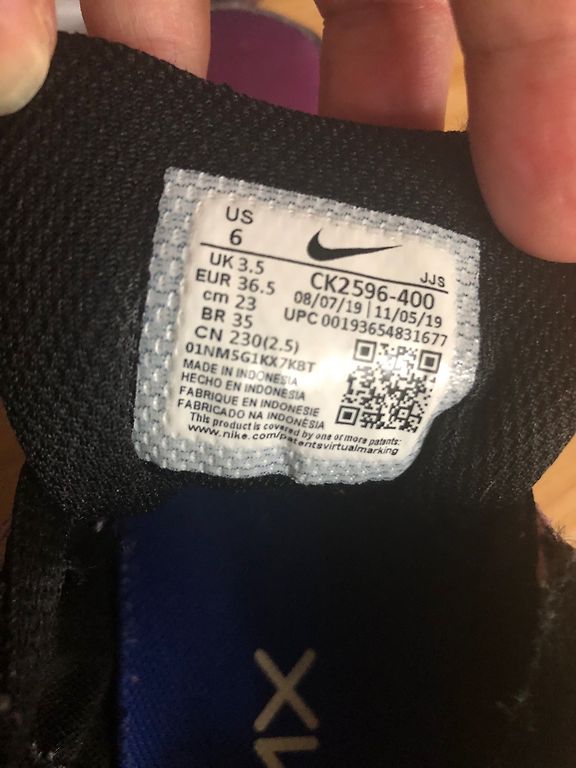 US
6
UK 3.5
EUR 36.5
cm 23
BR 35
CN 230(2.5)
01NM5G1KX7KBT
JJS
CK2596-400
08/07/19 | 11/05/19
UPC 00193654831677
MADE IN INDONESIA
HECHO EN INDONESIA
FABRIQUE EN INDONESIE
FABRICADO NA INDONÉSIA
This product is covered by one or more patents:
www.nike.com/patentsvirtualmarking